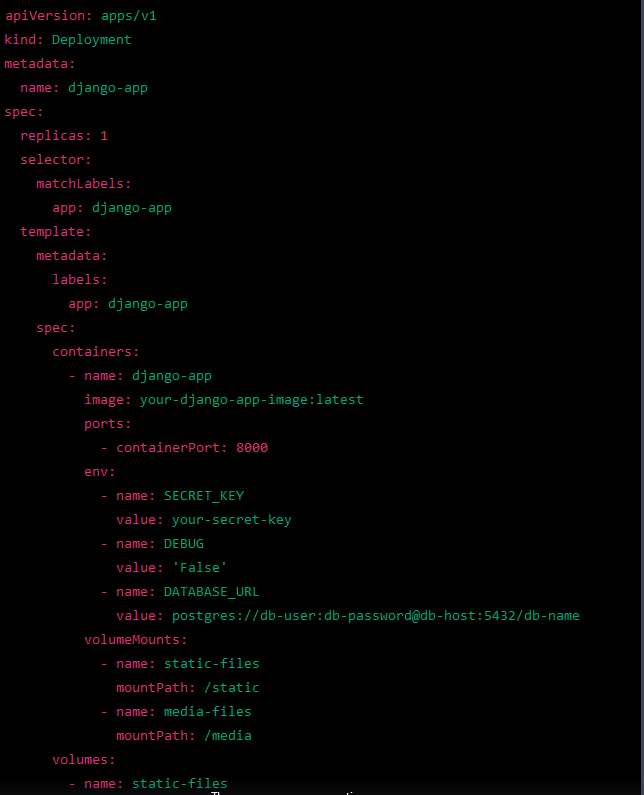 apiVersion: apps/v1
kind: Deployment
metadata:
  name: django-app
spec:
  replicas: 1
  selector:
    matchLabels:
      app: django-app
  template:
    metadata:
      labels:
        app: django-app
    spec:
      containers:
        - name: django-app
          image: your-django-app-image:latest
          ports:
            - containerPort: 8000
          env:
            - name: SECRET_KEY
              value: your-secret-key
            - name: DEBUG
              value: 'False'
            - name: DATABASE_URL
              value: postgres://db-user:db-password@db-host:5432/db-name
          volumeMounts:
            - name: static-files
              mountPath: /static
            - name: media-files
              mountPath: /media
      volumes:
        - name: static-files